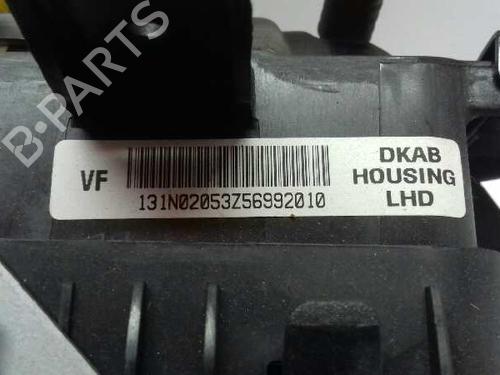 B-PARTS
VF
131N02053Z56992010
DKAB
HOUSING
LHD